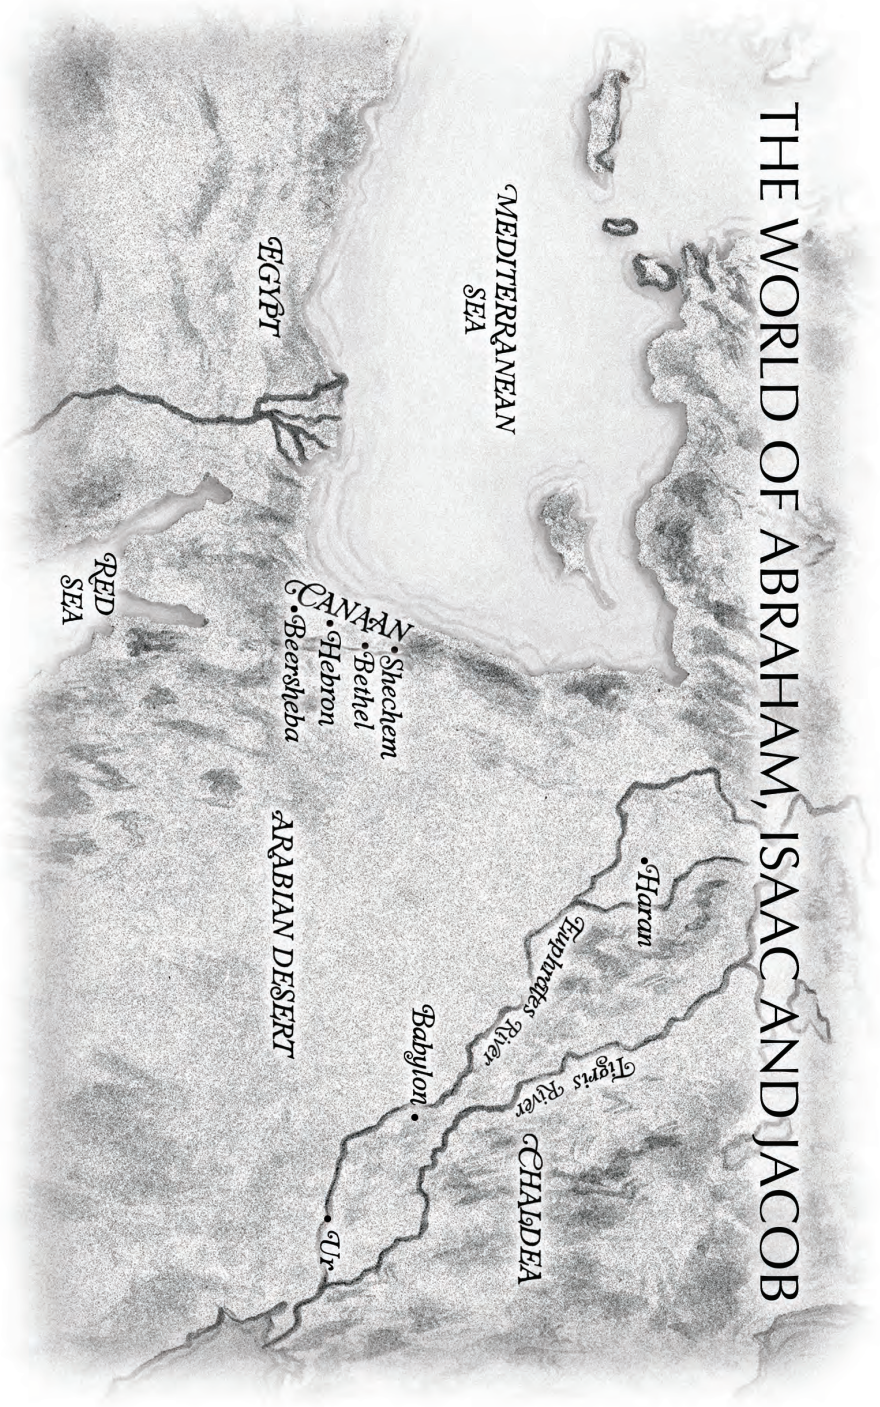 THE WORLD OF ABRAHAM, ISAAC AND JACOB
MEDITERRANEAN
SEA
EGYPT
RED
SEA
CANAAN
Shechem
Bethel
Hebron
Beersheba
ARABIAN DESERT
Haran
Euphrates River
Tigris River
Babylon
CHALDEA
Ur